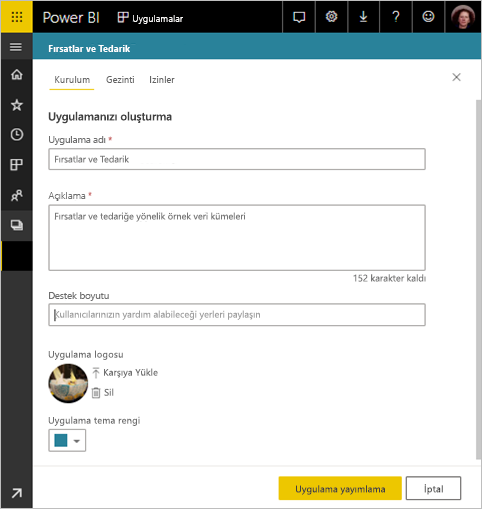 Power BI
Uygulamalar
?
Fırsatlar ve Tedarik
Kurulum Gezinti Izinler
Uygulamanızı oluşturma
Uygulama adı *
Fırsatlar ve Tedarik
Açıklama *
Fırsatlar ve tedariğe yönelik örnek veri kümeleri
152 karakter kaldı
Destek boyutu
Kullanıcılarınızın yardım alabileceği yerleri paylaşın
Uygulama logosu
Karşıya Yükle
Sil
Uygulama tema rengi
Uygulama yayımlama İptal